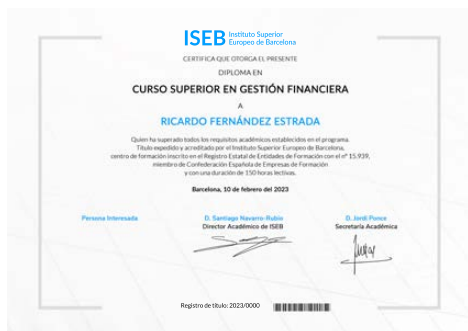 ISEB Instituto Superior
Europeo de Barcelona
CERTIFICA QUE OTORGA EL PRESENTE
DIPLOMA EN
CURSO SUPERIOR EN GESTIÓN FINANCIERA
A
RICARDO FERNÁNDEZ ESTRADA
Quien ha superado todos los requisitos académicos establecidos en el programa.
Título expedido y acreditado por el Instituto Superior Europeo de Barcelona,
centro de formación inscrito en el Registro Estatal de Entidades de Formación con el nº 15.939,
miembro de Confederación Española de Empresas de Formación
y con una duración de 150 horas lectivas.
Barcelona, 10 de febrero del 2023
Persona Interesada
D. Santiago Navarro-Rubio
Director Académico de ISEB
D. Jordi Ponce
Secretaría Académica
Registro de título: 2023/0000